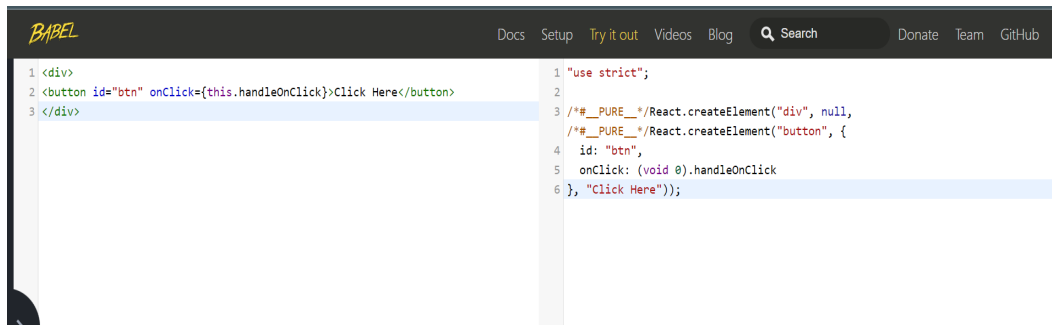 BABEL
Docs Setup Try it out Videos Blog Search Donate Team GitHub
1 <div>
2 <button id="btn" onClick={this.handleOnClick}>Click Here</button>
3 </div>
1 "use strict";
2
3 /*#__PURE__*/React.createElement("div", null,
/*#__PURE__*/React.createElement("button", {
4 id: "btn",
5 onClick: (void 0).handleOnClick
6 }, "Click Here"));